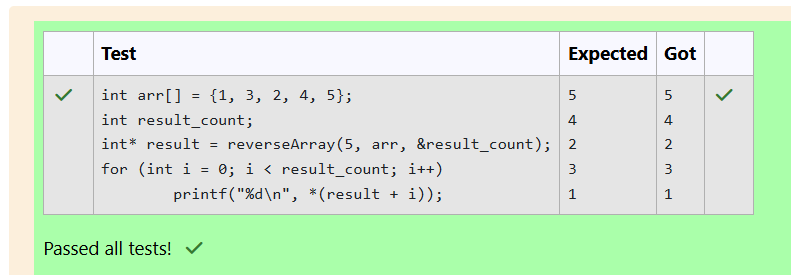 Test Expected Got
int arr[] = {1, 3, 2, 4, 5}; 5 5
int result_count; 4 4
int* result = reverseArray(5, arr, &result_count); 2 2
for (int i = 0; i < result_count; i++) 3 3
printf("%d\n", *(result + i)); 1 1
Passed all tests!